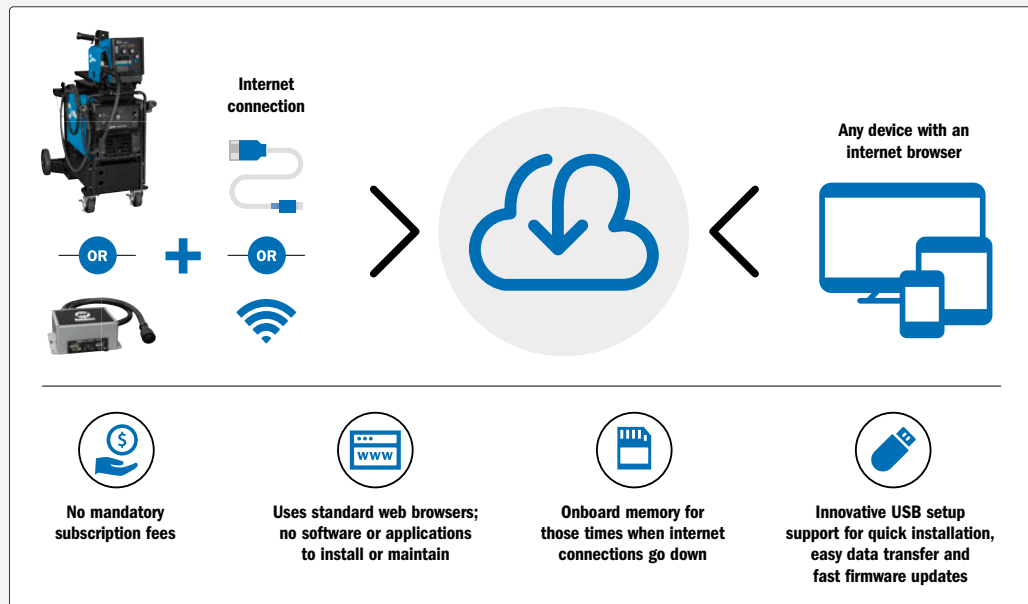 Internet
connection
OR
OR
Any device with an
internet browser
$
No mandatory
subscription fees
www
Uses standard web browsers;
no software or applications
to install or maintain
Onboard memory for
those times when internet
connections go down
Innovative USB setup
support for quick installation,
easy data transfer and
fast firmware updates